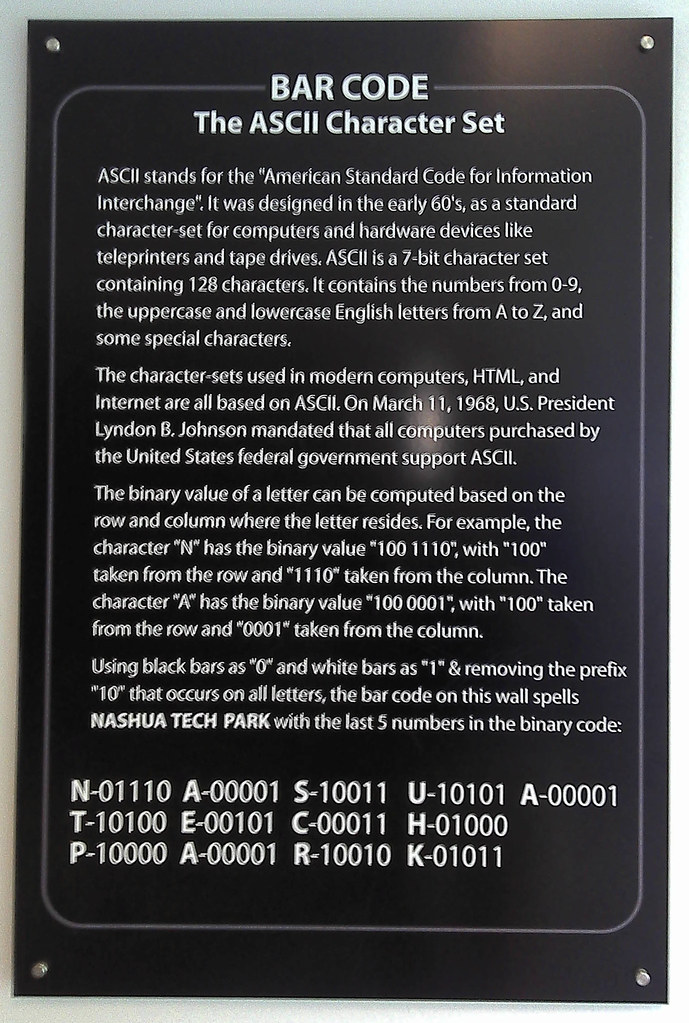 BAR CODE
The ASCII Character Set
ASCII stands for the "American Standard Code for Information
Interchange". It was designed in the early 60's, as a standard
character-set for computers and hardware devices like
teleprinters and tape drives. ASCII is a 7-bit character set
containing 128 characters. It contains the numbers from 0-9,
the uppercase and lowercase English letters from A to Z, and
some special characters.
The character-sets used in modern computers, HTML, and
Internet are all based on ASCII. On March 11, 1968, U.S. President
Lyndon B. Johnson mandated that all computers purchased by
the United States federal government support ASCII.
The binary value of a letter can be computed based on the
row and column where the letter resides. For example, the
character "N" has the binary value "100 1110", with "100"
taken from the row and "1110" taken from the column. The
character "A" has the binary value "100 0001", with "100" taken
from the row and "0001" taken from the column.
Using black bars as "0" and white bars as "1" & removing the prefix
"10" that occurs on all letters, the bar code on this wall spells
NASHUA TECH PARK with the last 5 numbers in the binary code:
N-01110 A-00001 S-10011 U-10101 A-00001
T-10100 E-00101 C-00011 H-01000
P-10000 A-00001 R-10010 K-01011